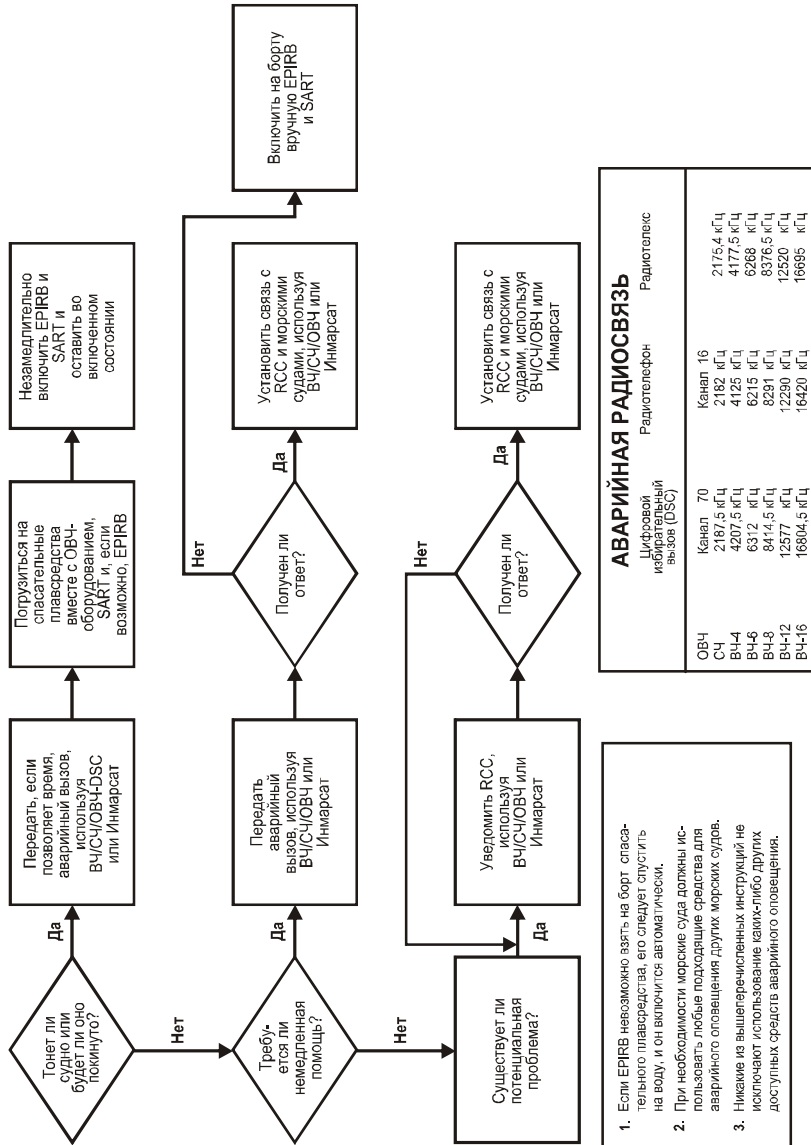 Тонет ли
судно или
будет ли оно
покинуто?
Да
Передать, если
позволяет время,
аварийный вызов,
используя
ВЧ/СЧ/ОВЧ-DSC
или Инмарсат
Погрузиться на
спасательные
плавсредства
вместе с ОВЧ-
оборудованием,
SART и, если
возможно, EPIRB
Незамедлительно
включить EPIRB и
SART и
оставить во
включенном
состоянии
Нет
Требу-
ется ли
немедленная
помощь?
Да
Передать
аварийный
вызов, используя
ВЧ/СЧ/ОВЧ или
Инмарсат
Получен ли
ответ?
Нет
Да
Установить связь с
RCC и морскими
судами, используя
ВЧ/СЧ/ОВЧ или
Инмарсат
Включить на борту
вручную EPIRB
и SART
Нет
Существует ли
потенциальная
проблема?
Да
Уведомить RCC,
используя
ВЧ/СЧ/ОВЧ или
Инмарсат
Получен ли
ответ?
Нет
Да
Установить связь с
RCC и морскими
судами, используя
ВЧ/СЧ/ОВЧ или
Инмарсат
1. Если EPIRB невозможно взять на борт спаса-
тельного плавсредства, его следует спустить
на воду, и он включится автоматически.
2. При необходимости морские суда должны ис-
пользовать любые подходящие средства для
аварийного оповещения других морских судов.
3. Никакие из вышеперечисленных инструкций не
исключают использование каких-либо других
доступных средств аварийного оповещения.
АВАРИЙНАЯ РАДИОСВЯЗЬ
Цифровой
избирательный
вызов (DSC)
Радиотелефон
Радиотелекс
ОВЧ Канал 70 Канал 16
СЧ 2187,5 кГц 2182 кГц 2175,4 кГц
ВЧ-4 4207,5 кГц 4125 кГц 4177,5 кГц
ВЧ-6 6312 кГц 6215 кГц 6268 кГц
ВЧ-8 8414,5 кГц 8291 кГц 8376,5 кГц
ВЧ-12 12577 кГц 12290 кГц 12520 кГц
ВЧ-16 16804,5 кГц 16420 кГц 16695 кГц